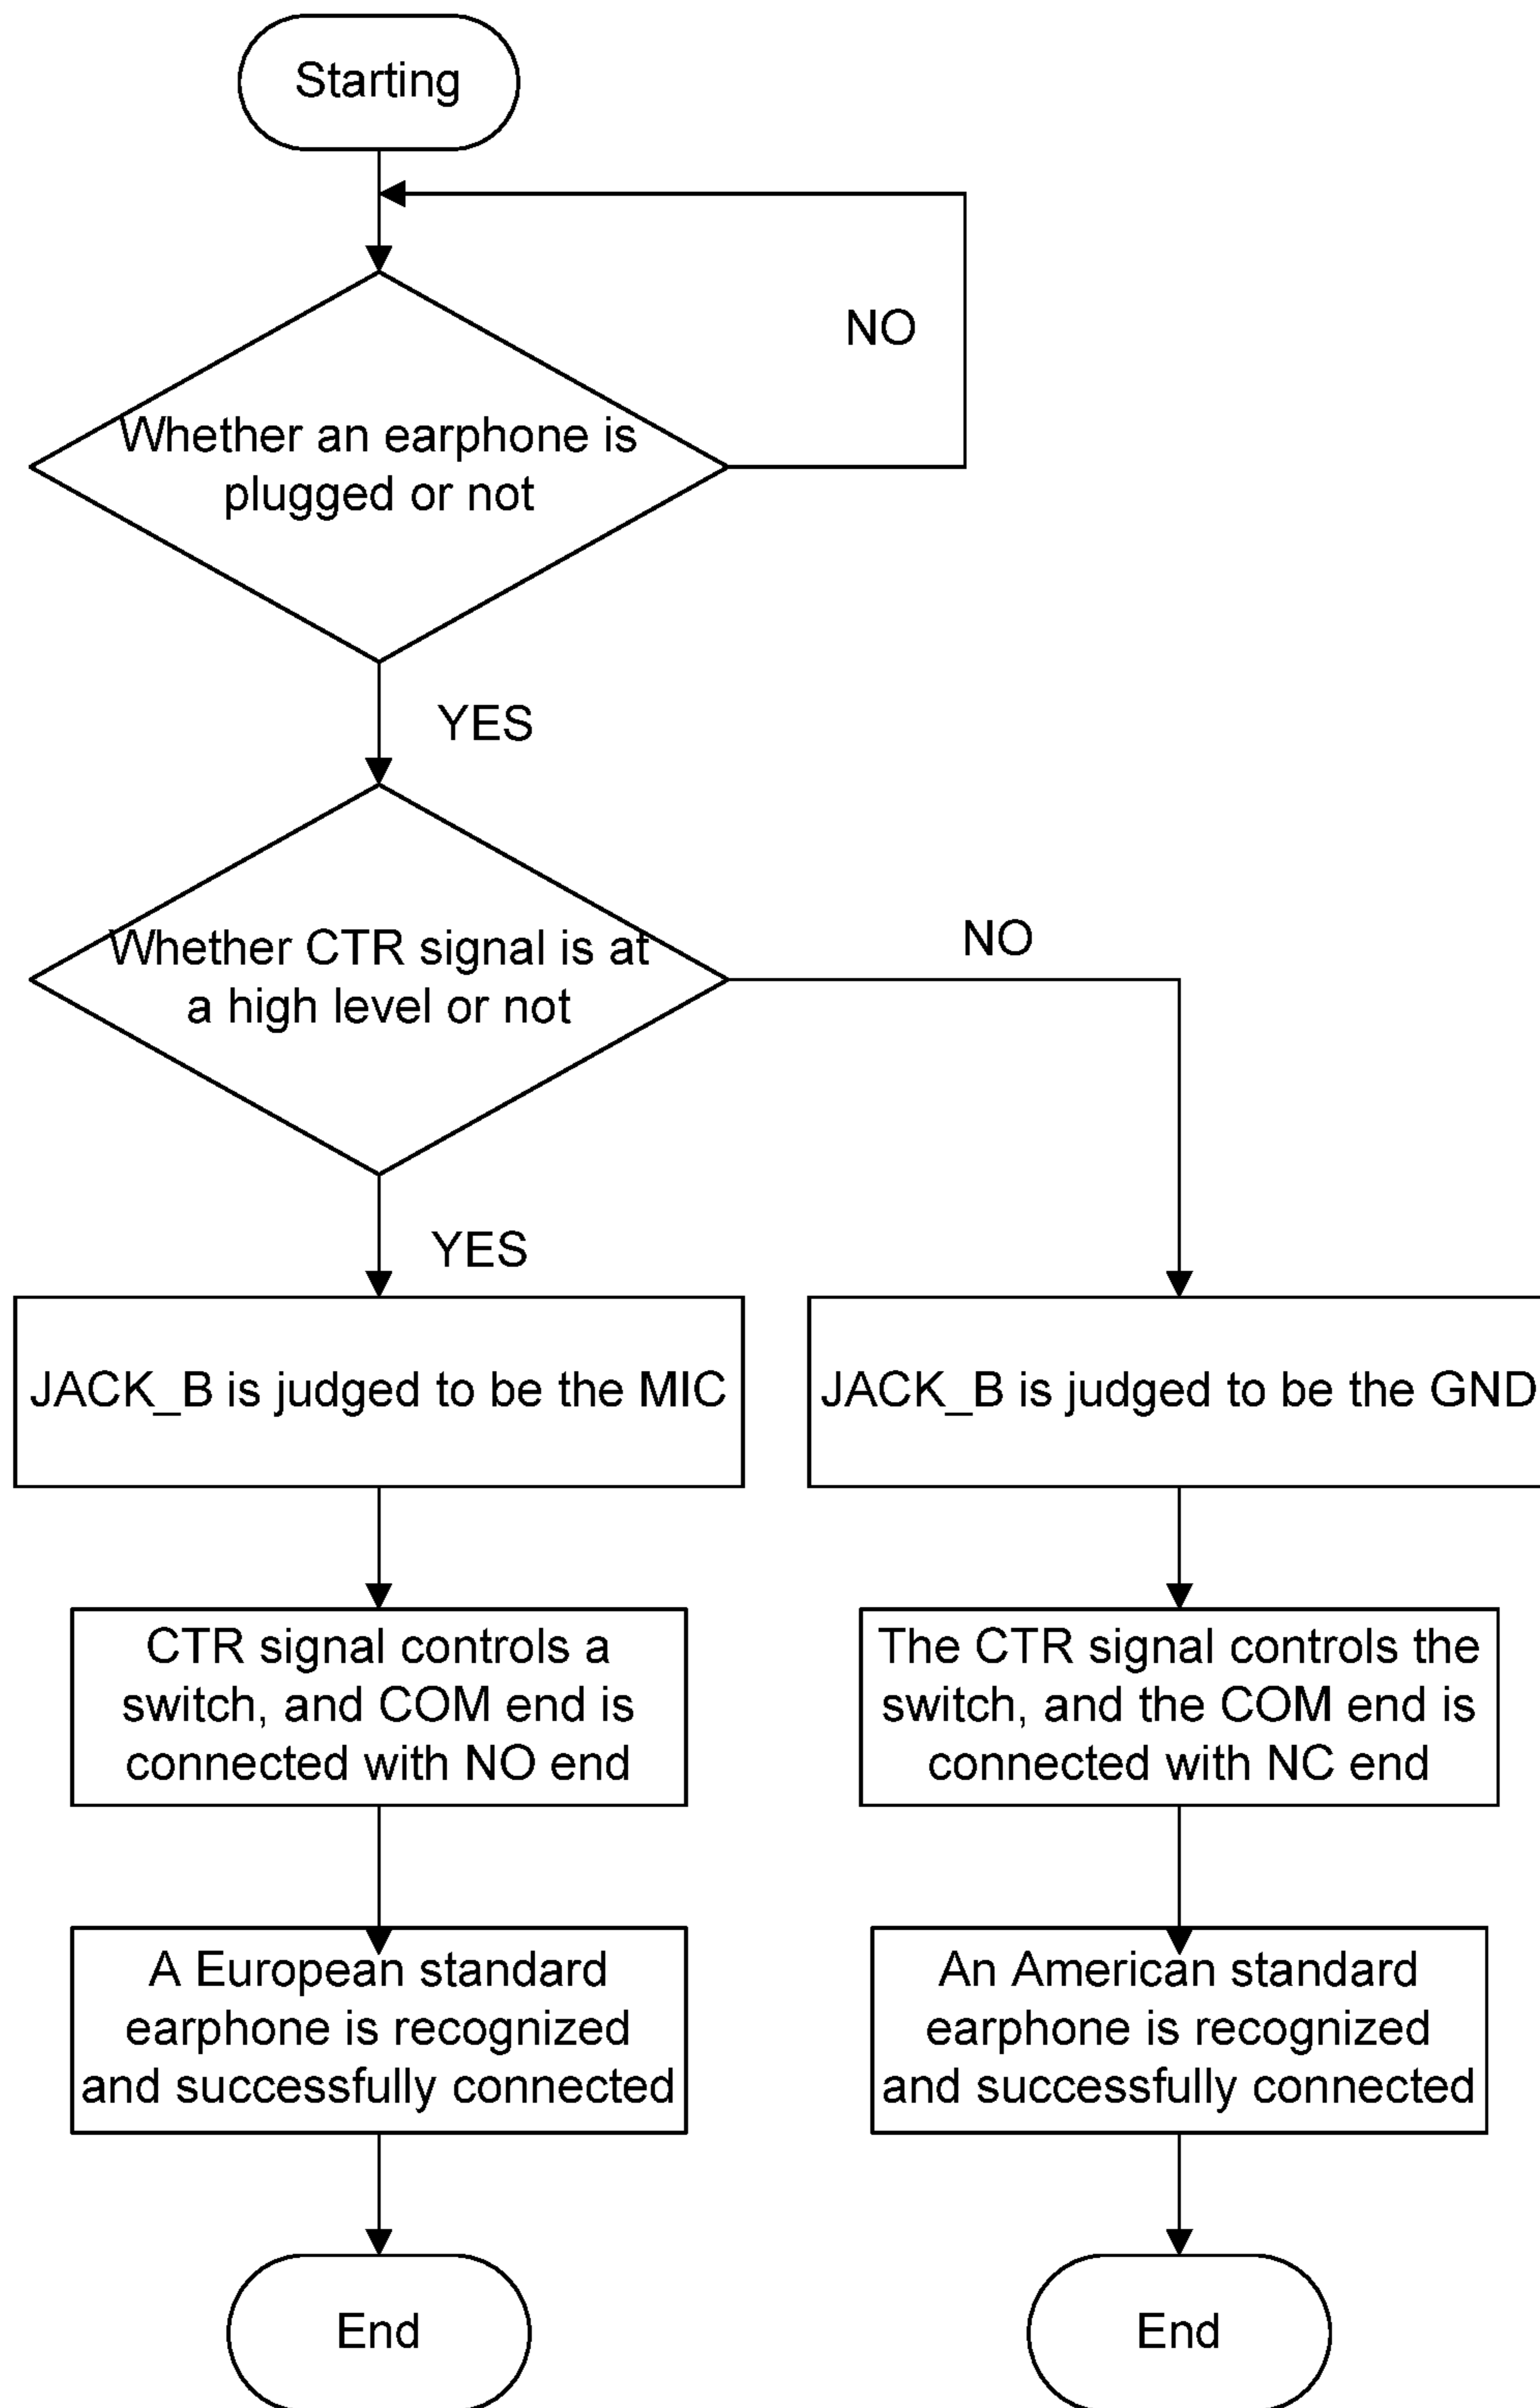 Starting
NO
Whether an earphone is
plugged or not
YES
Whether CTR signal is at
a high level or not
NO
YES
JACK_B is judged to be the MIC
JACK_B is judged to be the GND
CTR signal controls a
switch, and COM end is
connected with NO end
The CTR signal controls the
switch, and the COM end is
connected with NC end
A European standard
earphone is recognized
and successfully connected
An American standard
earphone is recognized
and successfully connected
End
End